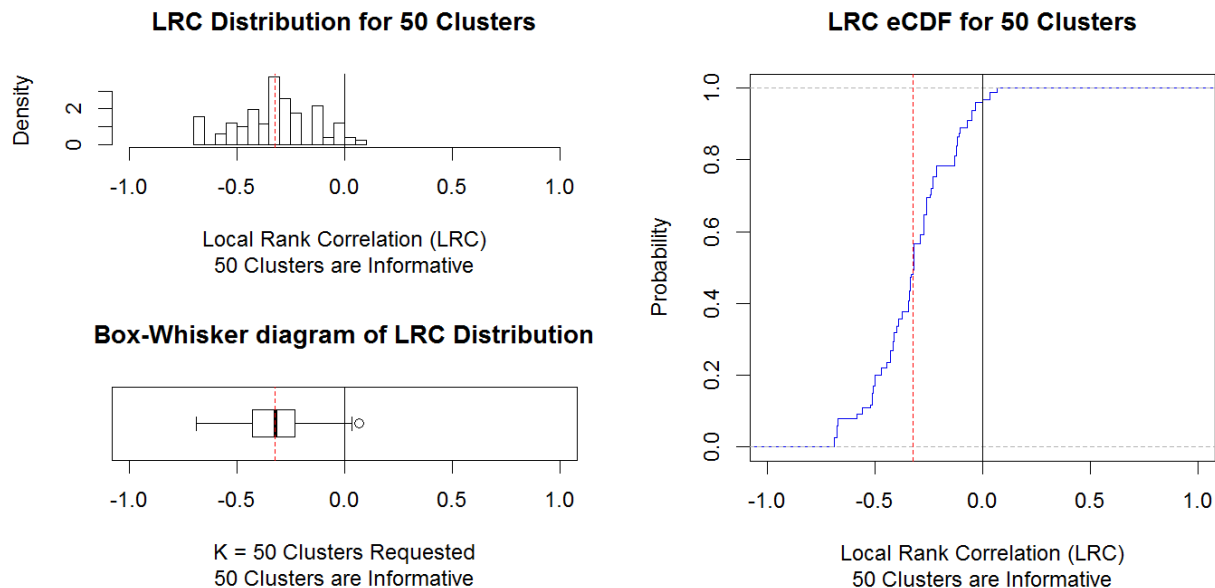 LRC Distribution for 50 Clusters
Density
0 2
-1.0 -0.5 0.0 0.5 1.0
Local Rank Correlation (LRC)
50 Clusters are Informative
Box-Whisker diagram of LRC Distribution
-1.0 -0.5 0.0 0.5 1.0
K = 50 Clusters Requested
50 Clusters are Informative
LRC eCDF for 50 Clusters
Probability
0.0 0.2 0.4 0.6 0.8 1.0
-1.0 -0.5 0.0 0.5 1.0
Local Rank Correlation (LRC)
50 Clusters are Informative